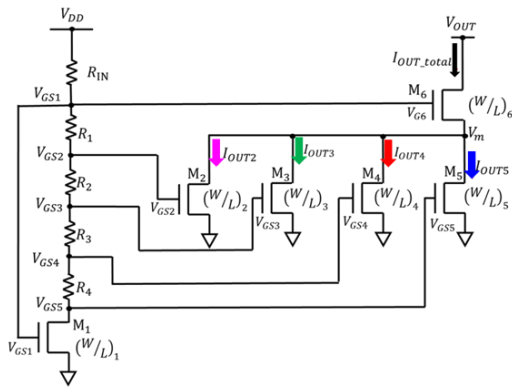 V_DD
V_OUT
I_OUT_total
R_IN
M_6
(W/L)_6
V_GS1
V_G6
V_m
R_1
I_OUT2
I_OUT3
I_OUT4
I_OUT5
V_GS2
M_2
M_3
M_4
M_5
R_2
(W/L)_2
(W/L)_3
(W/L)_4
(W/L)_5
V_GS2
V_GS3
V_GS4
V_GS5
V_GS3
R_3
V_GS4
R_4
V_GS5
M_1
V_GS1
(W/L)_1